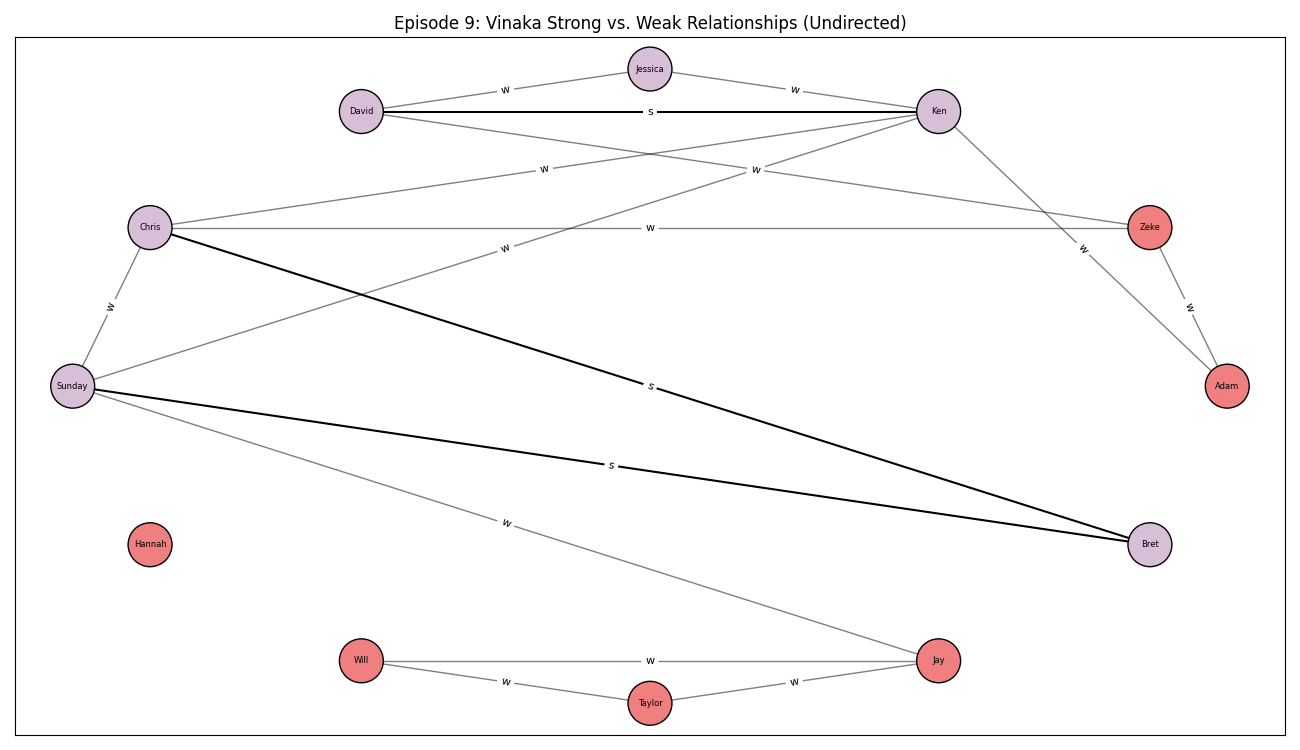 Episode 9: Vinaka Strong vs. Weak Relationships (Undirected)
Jessica
w
w
David
s
Ken
w
w
Chris
w
Zeke
w
w
w
w
Sunday
s
Adam
s
w
Hannah
Bret
Will
w
Jay
w
w
Taylor